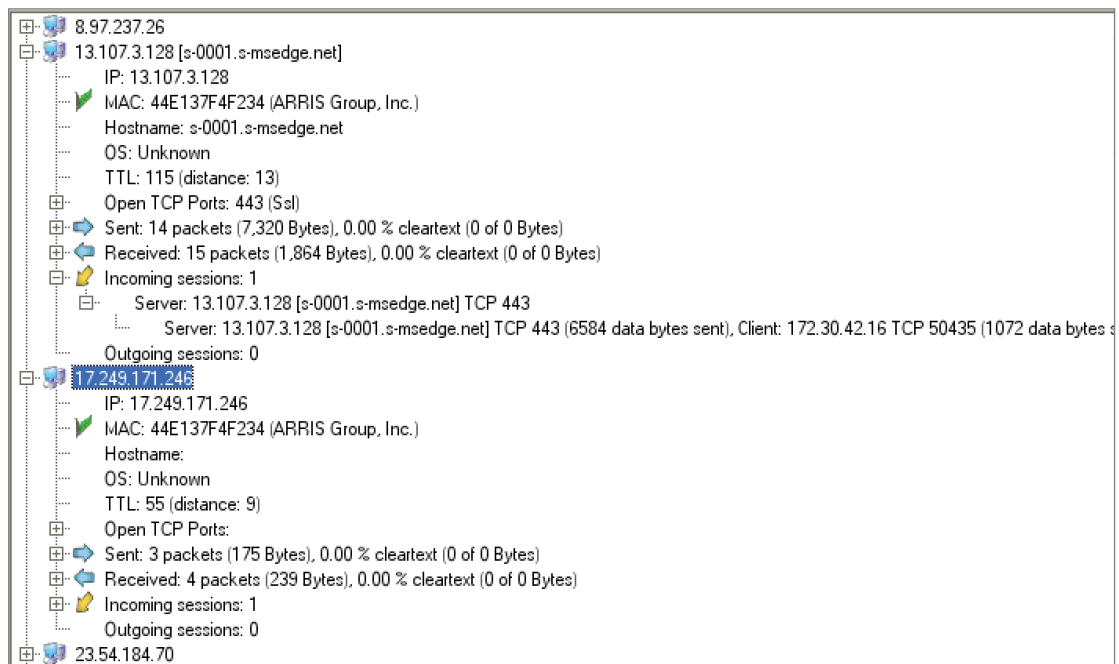 8.97.237.26
13.107.3.128 [s-0001.s-msedge.net]
IP: 13.107.3.128
MAC: 44E137F4F234 (ARRIS Group, Inc.)
Hostname: s-0001.s-msedge.net
OS: Unknown
TTL: 115 (distance: 13)
Open TCP Ports: 443 (Ssl)
Sent: 14 packets (7,320 Bytes), 0.00 % cleartext (0 of 0 Bytes)
Received: 15 packets (1,864 Bytes), 0.00 % cleartext (0 of 0 Bytes)
Incoming sessions: 1
Server: 13.107.3.128 [s-0001.s-msedge.net] TCP 443
Server: 13.107.3.128 [s-0001.s-msedge.net] TCP 443 (6584 data bytes sent), Client: 172.30.42.16 TCP 50435 (1072 data bytes
Outgoing sessions: 0
17.249.171.246
IP: 17.249.171.246
MAC: 44E137F4F234 (ARRIS Group, Inc.)
Hostname:
OS: Unknown
TTL: 55 (distance: 9)
Open TCP Ports:
Sent: 3 packets (175 Bytes), 0.00 % cleartext (0 of 0 Bytes)
Received: 4 packets (239 Bytes), 0.00 % cleartext (0 of 0 Bytes)
Incoming sessions: 1
Outgoing sessions: 0
23.54.184.70